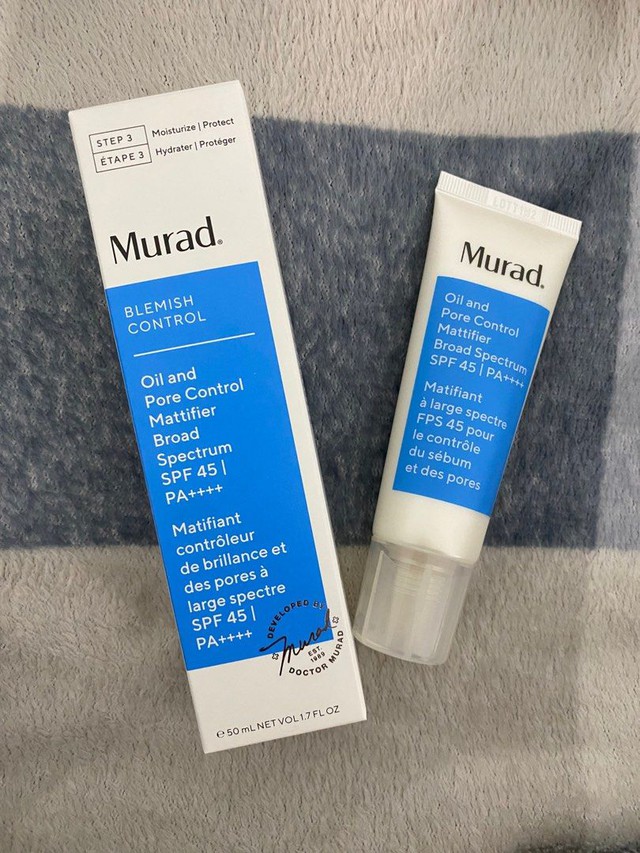 STEP 3
Moisturize | Protect
ÉTAPE 3
Hydrater | Protéger
Murad®
BLEMISH
CONTROL
Oil and
Pore Control
Mattifier
Broad
Spectrum
SPF 45 |
PA++++
Matifiant
contrôleur
de brillance et
des pores à
large spectre
SPF 45 |
PA++++
DEVELOPED BY
Murad
EST.
1989
DOCTOR MURAD
℮ 50 mL NET VOL 1.7 FL OZ
Murad®
Oil and
Pore Control
Mattifier
Broad Spectrum
SPF 45 | PA++++
Matifiant
à large spectre
FPS 45 pour
le contrôle
du sébum
et des pores